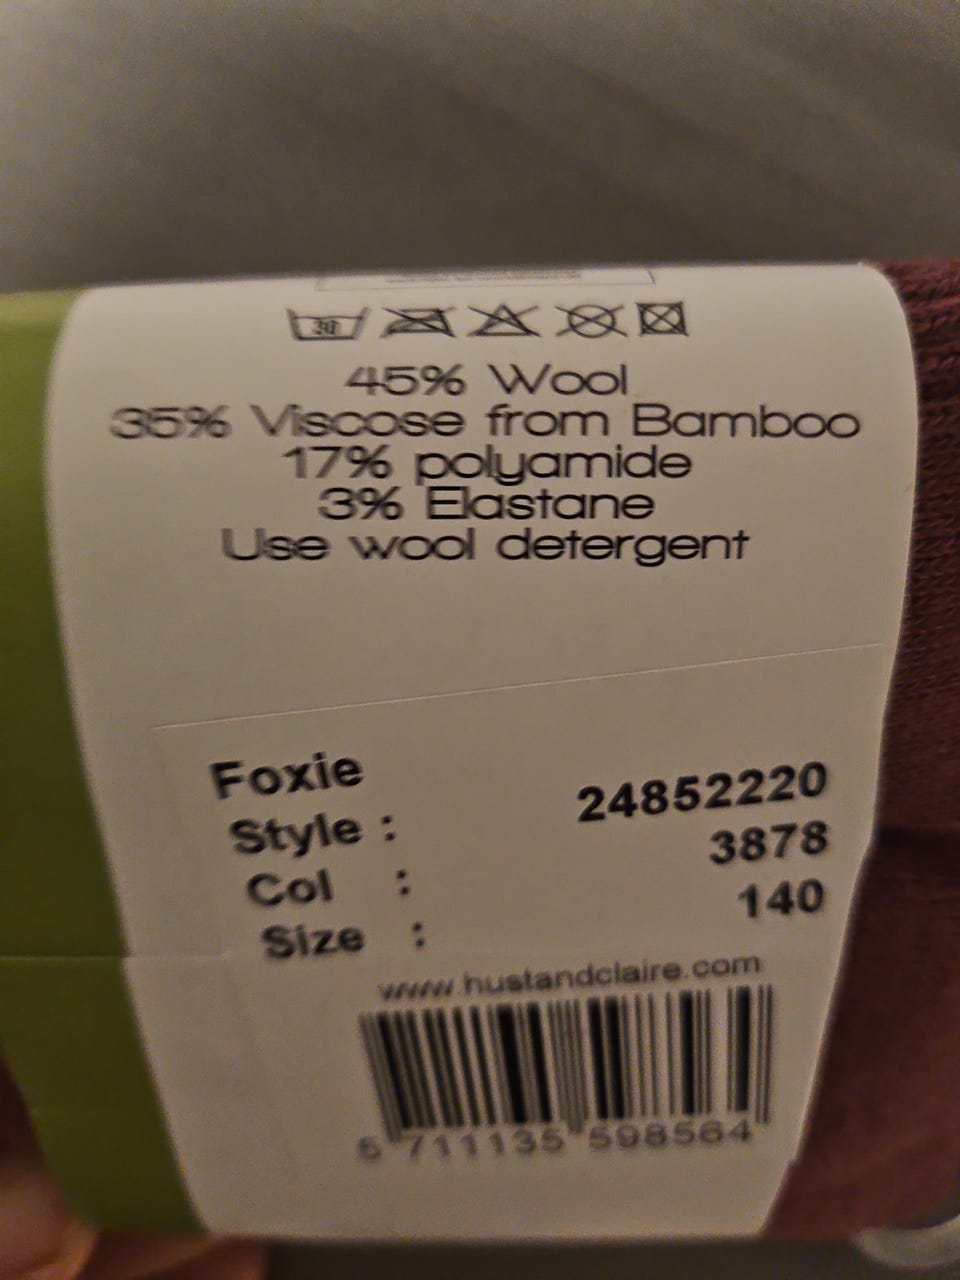 30
45% Wool
35% Viscose from Bamboo
17% polyamide
3% Elastane
Use wool detergent
Foxie
Style : 24852220
Col : 3878
Size : 140
www.hustandclaire.com
5 711135 598564